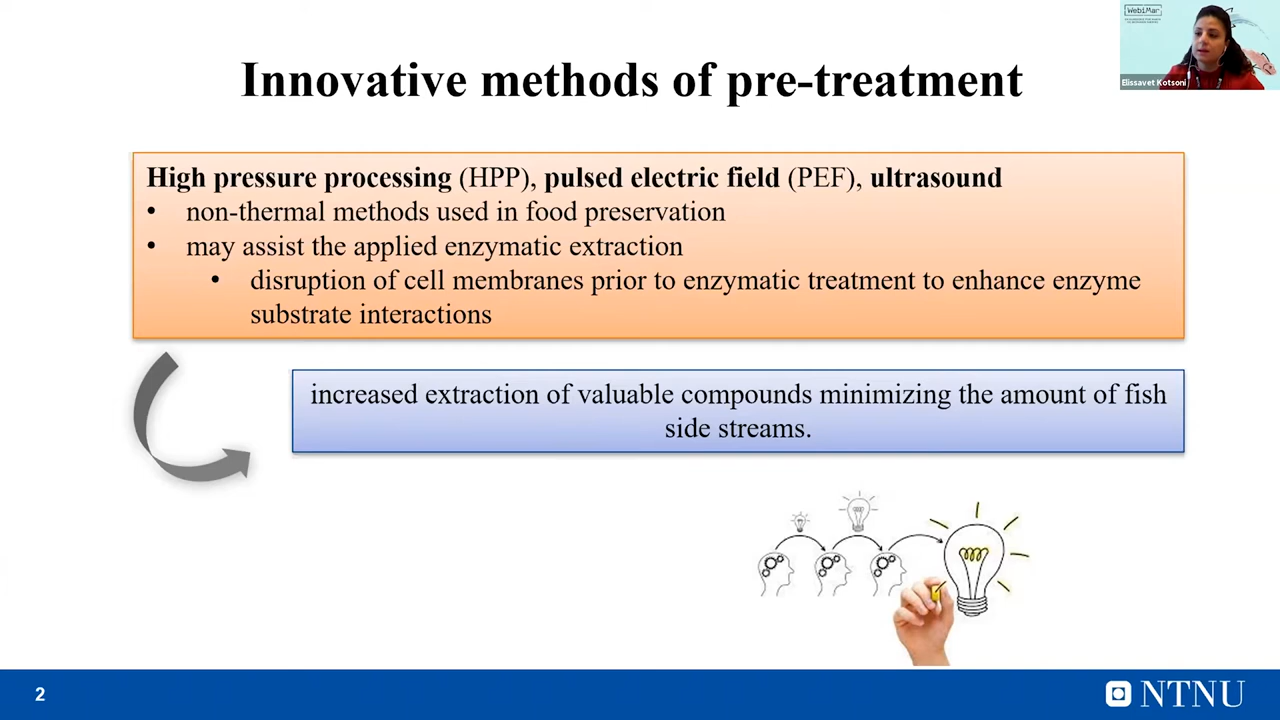 WebiMar
Elissavet Kotsoni
Innovative methods of pre-treatment
High pressure processing (HPP), pulsed electric field (PEF), ultrasound
• non-thermal methods used in food preservation
• may assist the applied enzymatic extraction
• disruption of cell membranes prior to enzymatic treatment to enhance enzyme
substrate interactions
increased extraction of valuable compounds minimizing the amount of fish
side streams.
2
NTNU